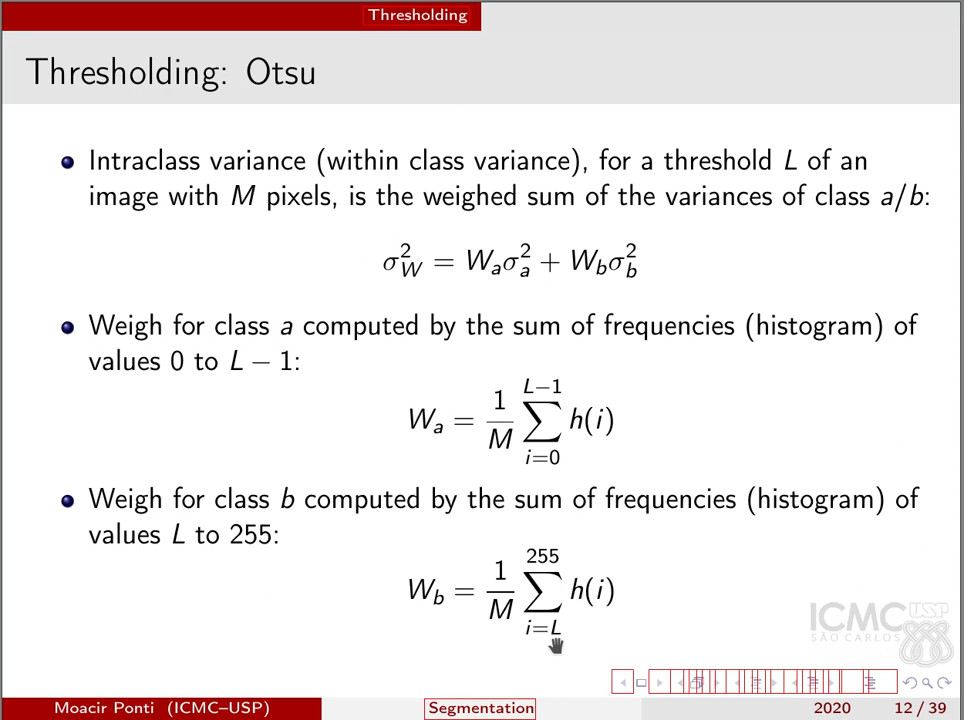 Thresholding
Thresholding: Otsu
Intraclass variance (within class variance), for a threshold L of an
image with M pixels, is the weighed sum of the variances of class a/b:
σ²_W = W_a σ²_a + W_b σ²_b
Weigh for class a computed by the sum of frequencies (histogram) of
values 0 to L − 1:
W_a = 1/M ∑_{i=0}^{L−1} h(i)
Weigh for class b computed by the sum of frequencies (histogram) of
values L to 255:
W_b = 1/M ∑_{i=L}^{255} h(i)
ICMC USP
SÃO CARLOS
Moacir Ponti (ICMC–USP) Segmentation 2020 12 / 39